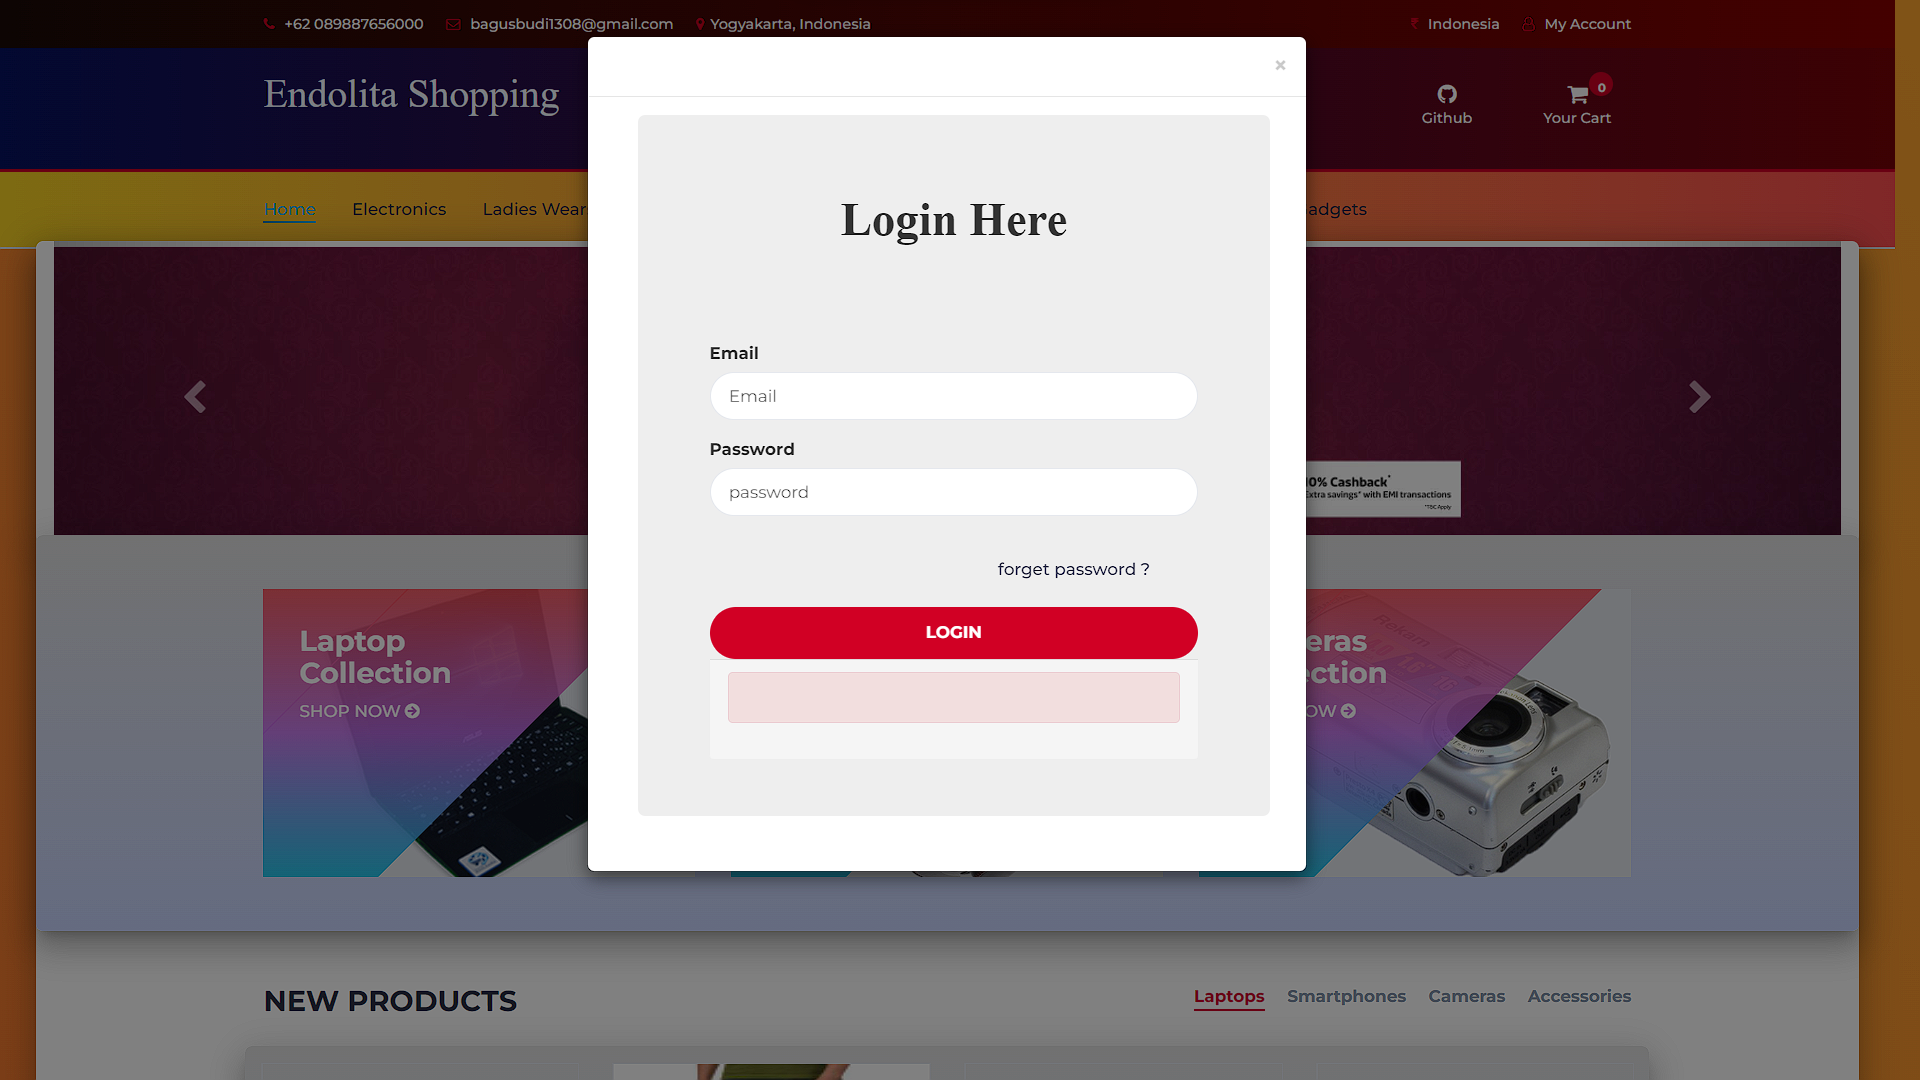 +62 089887656000
bagusbudi1308@gmail.com
Yogyakarta, Indonesia
Indonesia
My Account
×
Endolita Shopping
Github
0
Your Cart
Home
Electronics
Ladies Wear
adgets
Login Here
Email
Email
Password
password
forget password ?
LOGIN
10% Cashback*
Extra savings* with EMI transactions
*T&C Apply
Laptop
Collection
SHOP NOW
eras
ction
OW
NEW PRODUCTS
Laptops
Smartphones
Cameras
Accessories